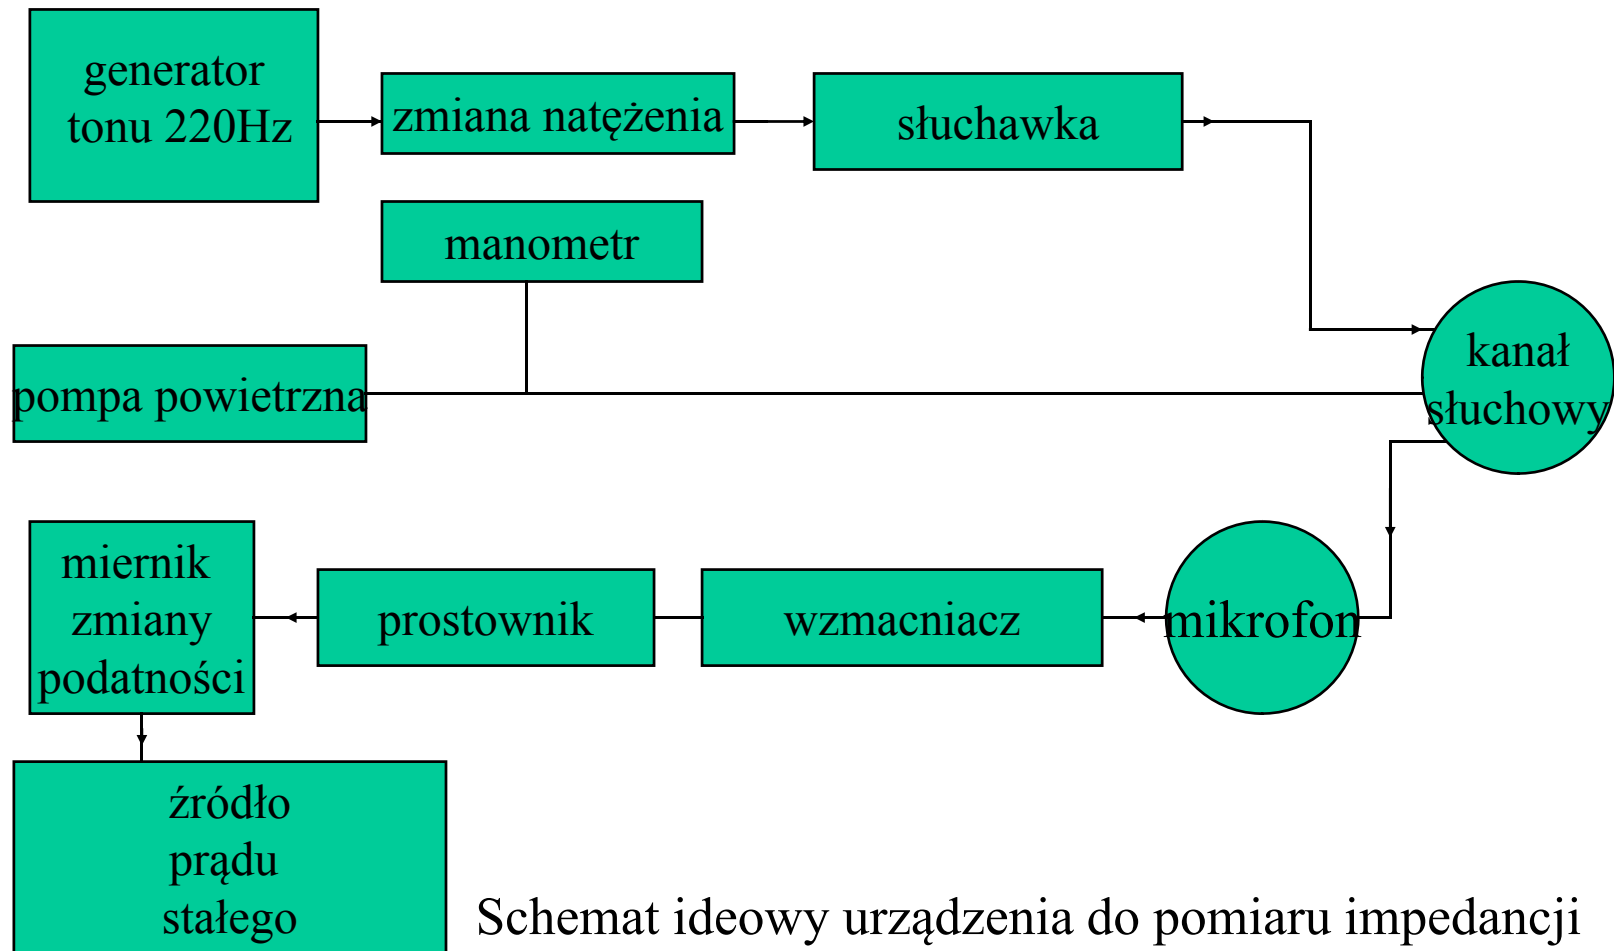 generator
tonu 220Hz
zmiana natężenia
słuchawka
manometr
kanał
słuchowy
pompa powietrzna
miernik
zmiany
podatności
prostownik
wzmacniacz
mikrofon
źródło
prądu
stałego
Schemat ideowy urządzenia do pomiaru impedancji